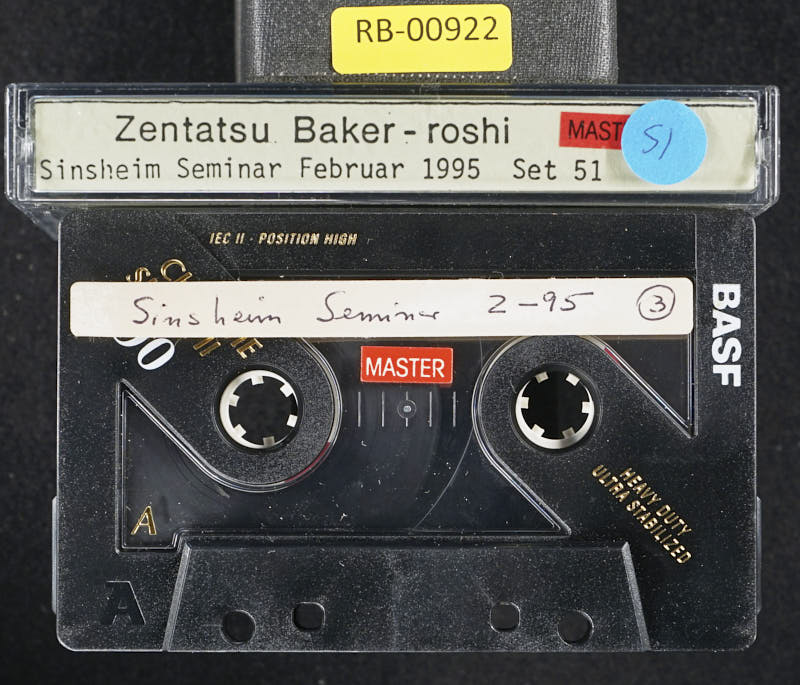 RB-00922
Zentatsu Baker-roshi
MAST
51
Sinsheim Seminar Februar 1995 Set 51
IEC II · POSITION HIGH
Sinsheim Seminar 2-95 3
BASF
MASTER
HEAVY DUTY
ULTRA STABILIZED
A
A